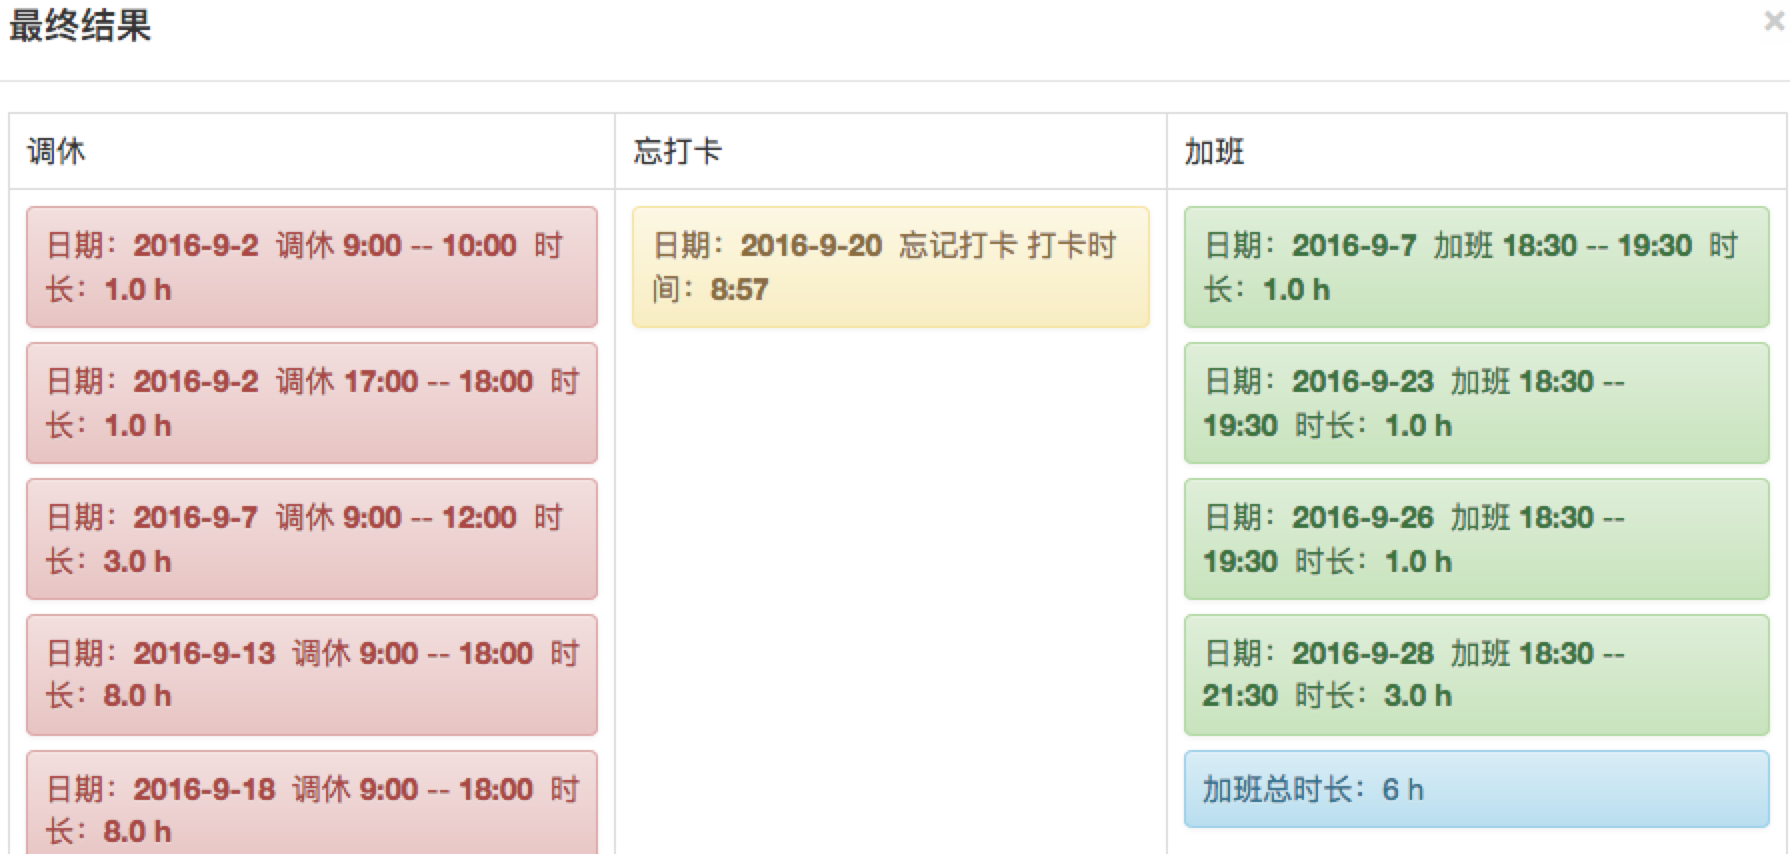 最终结果
×
调休
日期：2016-9-2 调休 9:00 -- 10:00 时
长：1.0 h
日期：2016-9-2 调休 17:00 -- 18:00 时
长：1.0 h
日期：2016-9-7 调休 9:00 -- 12:00 时
长：3.0 h
日期：2016-9-13 调休 9:00 -- 18:00 时
长：8.0 h
日期：2016-9-18 调休 9:00 -- 18:00 时
长：8.0 h
忘打卡
日期：2016-9-20 忘记打卡 打卡时
间：8:57
加班
日期：2016-9-7 加班 18:30 -- 19:30 时
长：1.0 h
日期：2016-9-23 加班 18:30 --
19:30 时长：1.0 h
日期：2016-9-26 加班 18:30 --
19:30 时长：1.0 h
日期：2016-9-28 加班 18:30 --
21:30 时长：3.0 h
加班总时长：6 h